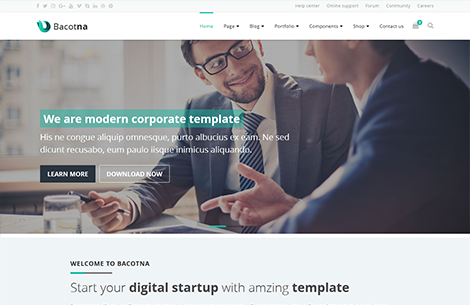 Help center Online support Forum Community Careers
Bacotna
Home Page Blog Portfolio Components Shop Contact us
We are modern corporate template
His ne congue aliquip omnesque, purto albucius ex eam. Ne sed
dicunt recusabo, eum paulo iisque inimicus aliquando.
LEARN MORE DOWNLOAD NOW
WELCOME TO BACOTNA
Start your digital startup with amzing template